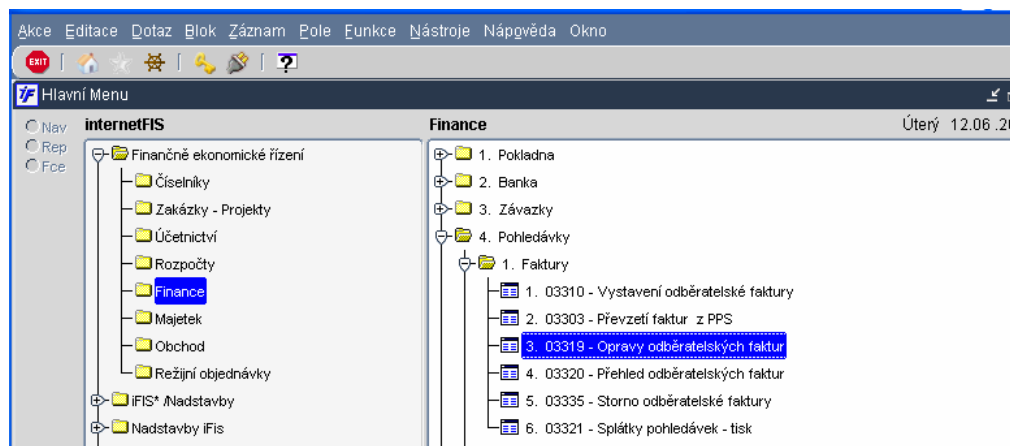 Akce Editace Dotaz Blok Záznam Pole Funkce Nástroje Nápověda Okno
EXIT
iF Hlavní Menu
Nav internetFIS Finance Úterý 12.06.20
Rep
Fce
Finančně ekonomické řízení
Číselníky
Zakázky - Projekty
Účetnictví
Rozpočty
Finance
Majetek
Obchod
Režijní objednávky
iFIS* /Nadstavby
Nadstavby iFis
1. Pokladna
2. Banka
3. Závazky
4. Pohledávky
1. Faktury
1. 03310 - Vystavení odběratelské faktury
2. 03303 - Převzetí faktur z PPS
3. 03319 - Opravy odběratelských faktur
4. 03320 - Přehled odběratelských faktur
5. 03335 - Storno odběratelské faktury
6. 03321 - Splátky pohledávek - tisk